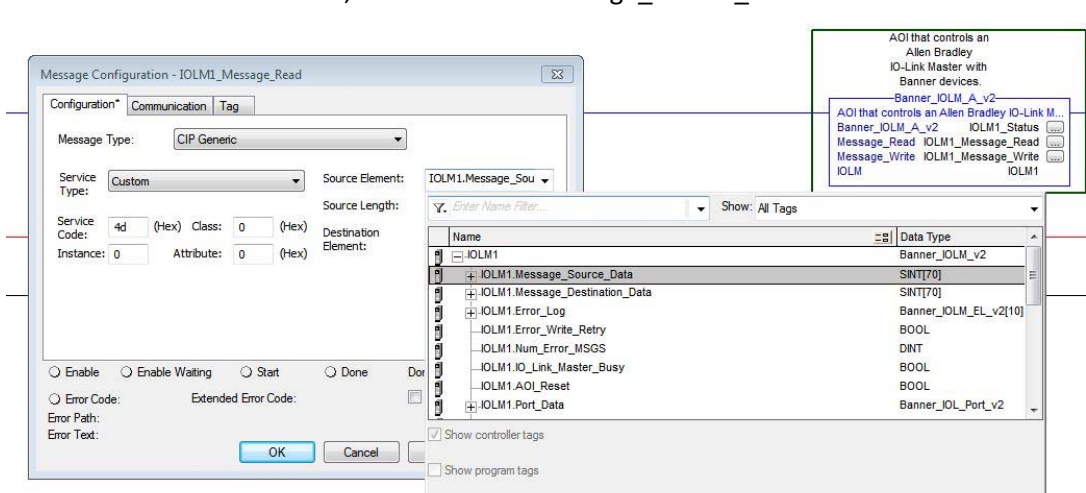 Message Configuration - IOLM1_Message_Read
Configuration* Communication Tag
Message Type: CIP Generic
Service Type: Custom
Service Code: 4d (Hex) Class: 0 (Hex)
Instance: 0 Attribute: 0 (Hex)
Source Element: IOLM1.Message_Sou
Source Length:
Destination Element:
Enable Enable Waiting Start Done
Error Code: Extended Error Code:
Error Path:
Error Text:
OK Cancel
Enter Name Filter... Show: All Tags
Name Data Type
IOLM1 Banner_IOLM_v2
IOLM1.Message_Source_Data SINT[70]
IOLM1.Message_Destination_Data SINT[70]
IOLM1.Error_Log Banner_IOLM_EL_v2[10]
IOLM1.Error_Write_Retry BOOL
IOLM1.Num_Error_MSGS DINT
IOLM1.IO_Link_Master_Busy BOOL
IOLM1.AOI_Reset BOOL
IOLM1.Port_Data Banner_IOL_Port_v2
Show controller tags
Show program tags
AOI that controls an
Allen Bradley
IO-Link Master with
Banner devices.
Banner_IOLM_A_v2
AOI that controls an Allen Bradley IO-Link M...
Banner_IOLM_A_v2 IOLM1_Status ...
Message_Read IOLM1_Message_Read ...
Message_Write IOLM1_Message_Write ...
IOLM IOLM1